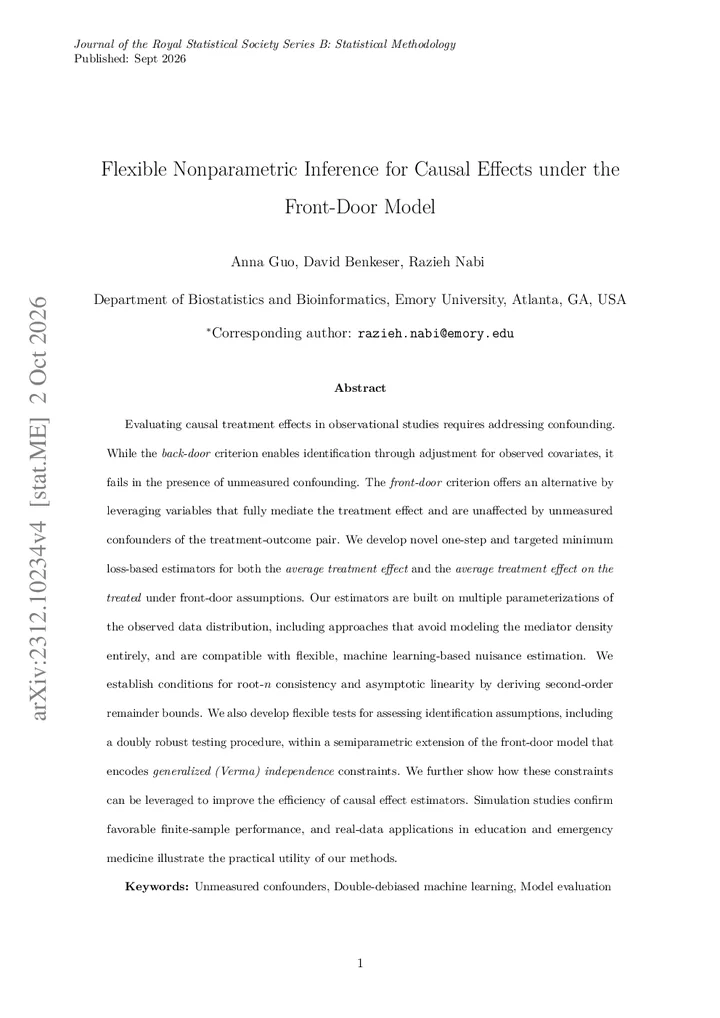 Journal of the Royal Statistical Society Series B: Statistical Methodology
Published: Sept 2026
Flexible Nonparametric Inference for Causal Effects under the
Front-Door Model
Anna Guo, David Benkeser, Razieh Nabi
Department of Biostatistics and Bioinformatics, Emory University, Atlanta, GA, USA
*Corresponding author: razieh.nabi@emory.edu
Abstract
Evaluating causal treatment effects in observational studies requires addressing confounding.
While the back-door criterion enables identification through adjustment for observed covariates, it
fails in the presence of unmeasured confounding. The front-door criterion offers an alternative by
leveraging variables that fully mediate the treatment effect and are unaffected by unmeasured
confounders of the treatment-outcome pair. We develop novel one-step and targeted minimum
loss-based estimators for both the average treatment effect and the average treatment effect on the
treated under front-door assumptions. Our estimators are built on multiple parameterizations of
the observed data distribution, including approaches that avoid modeling the mediator density
entirely, and are compatible with flexible, machine learning-based nuisance estimation. We
establish conditions for root-n consistency and asymptotic linearity by deriving second-order
remainder bounds. We also develop flexible tests for assessing identification assumptions, including
a doubly robust testing procedure, within a semiparametric extension of the front-door model that
encodes generalized (Verma) independence constraints. We further show how these constraints
can be leveraged to improve the efficiency of causal effect estimators. Simulation studies confirm
favorable finite-sample performance, and real-data applications in education and emergency
medicine illustrate the practical utility of our methods.
Keywords: Unmeasured confounders, Double-debiased machine learning, Model evaluation
1
arXiv:2312.10234v4 [stat.ME] 2 Oct 2026